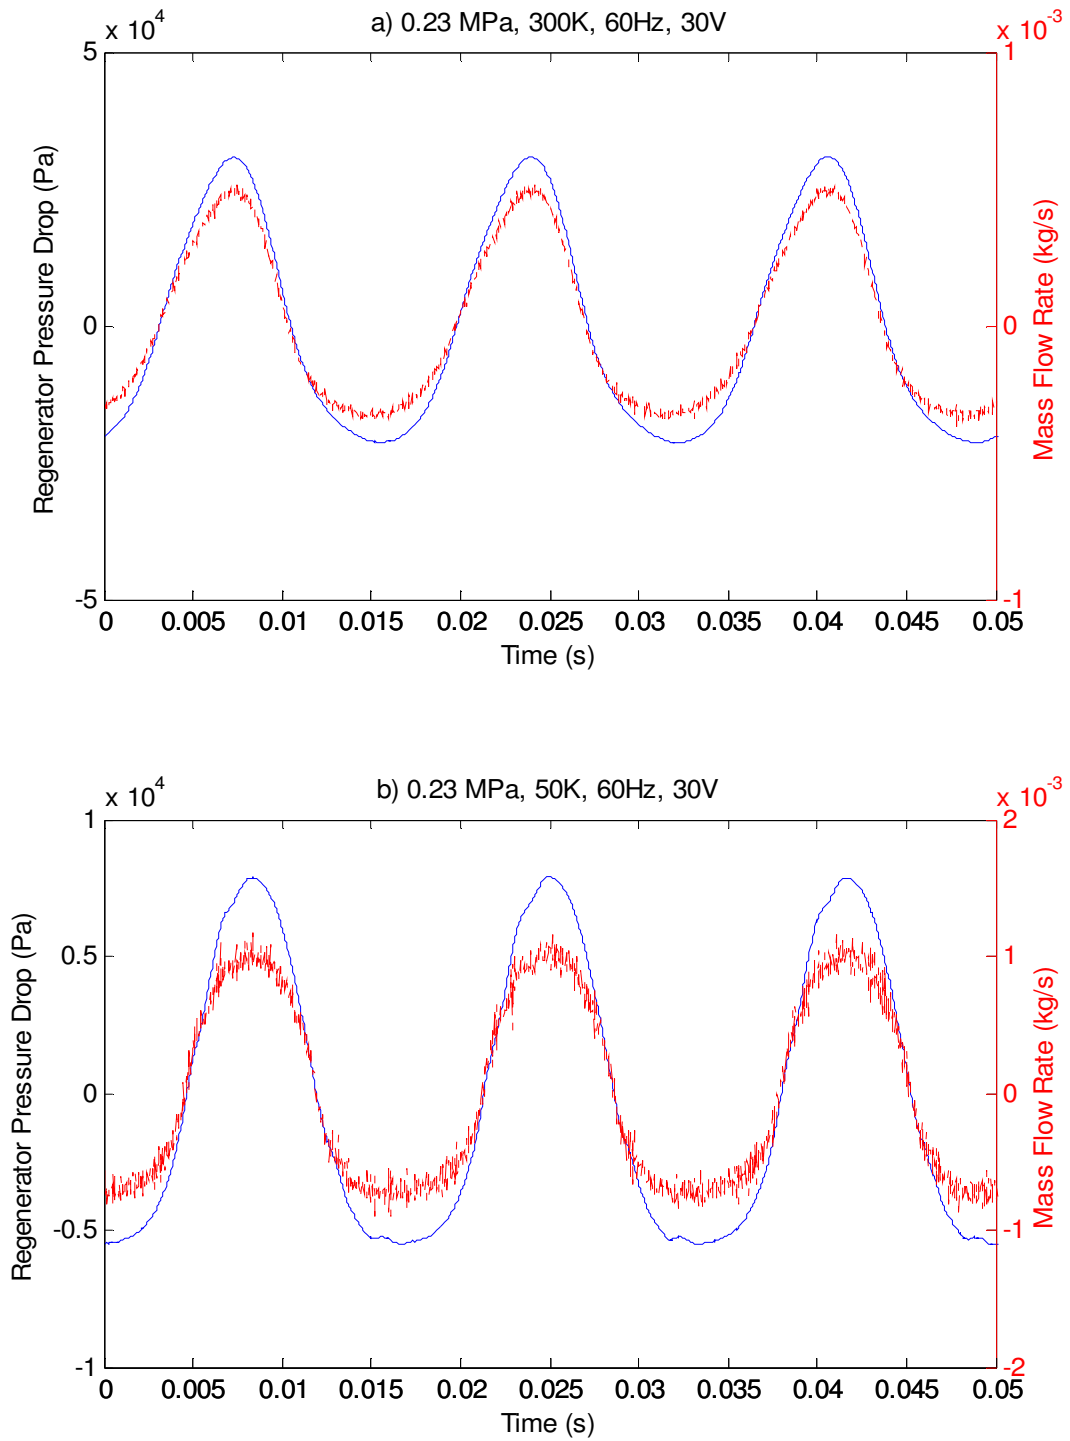 a) 0.23 MPa, 300K, 60Hz, 30V
x 10^4
x 10^-3
5
0
-5
1
0
-1
Regenerator Pressure Drop (Pa)
Mass Flow Rate (kg/s)
0 0.005 0.01 0.015 0.02 0.025 0.03 0.035 0.04 0.045 0.05
Time (s)
b) 0.23 MPa, 50K, 60Hz, 30V
x 10^4
x 10^-3
1
0.5
0
-0.5
-1
2
1
0
-1
-2
Regenerator Pressure Drop (Pa)
Mass Flow Rate (kg/s)
0 0.005 0.01 0.015 0.02 0.025 0.03 0.035 0.04 0.045 0.05
Time (s)